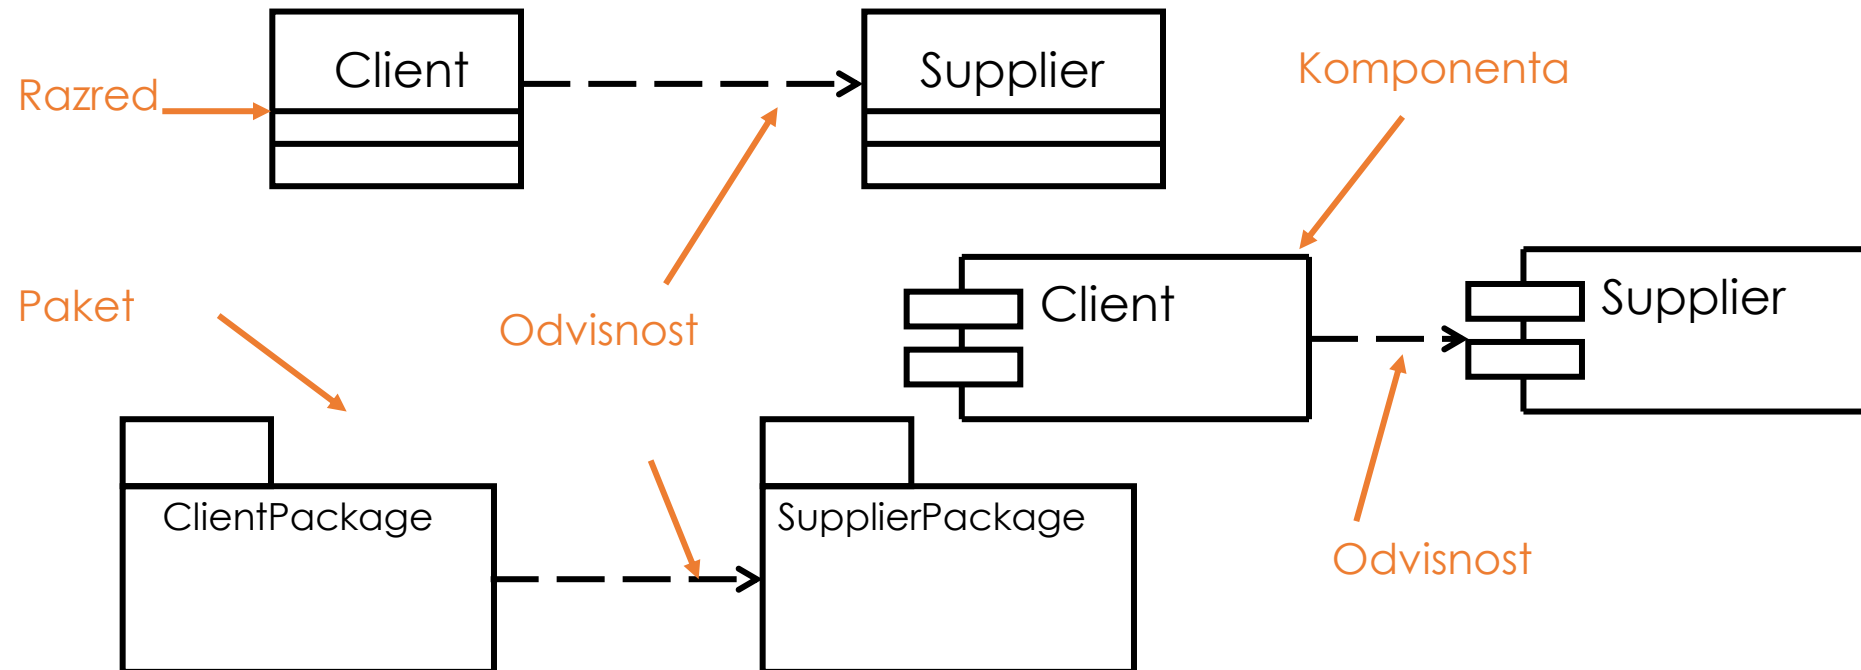 Client
Supplier
Komponenta
Razred
Paket
Odvisnost
Client
Supplier
ClientPackage
SupplierPackage
Odvisnost